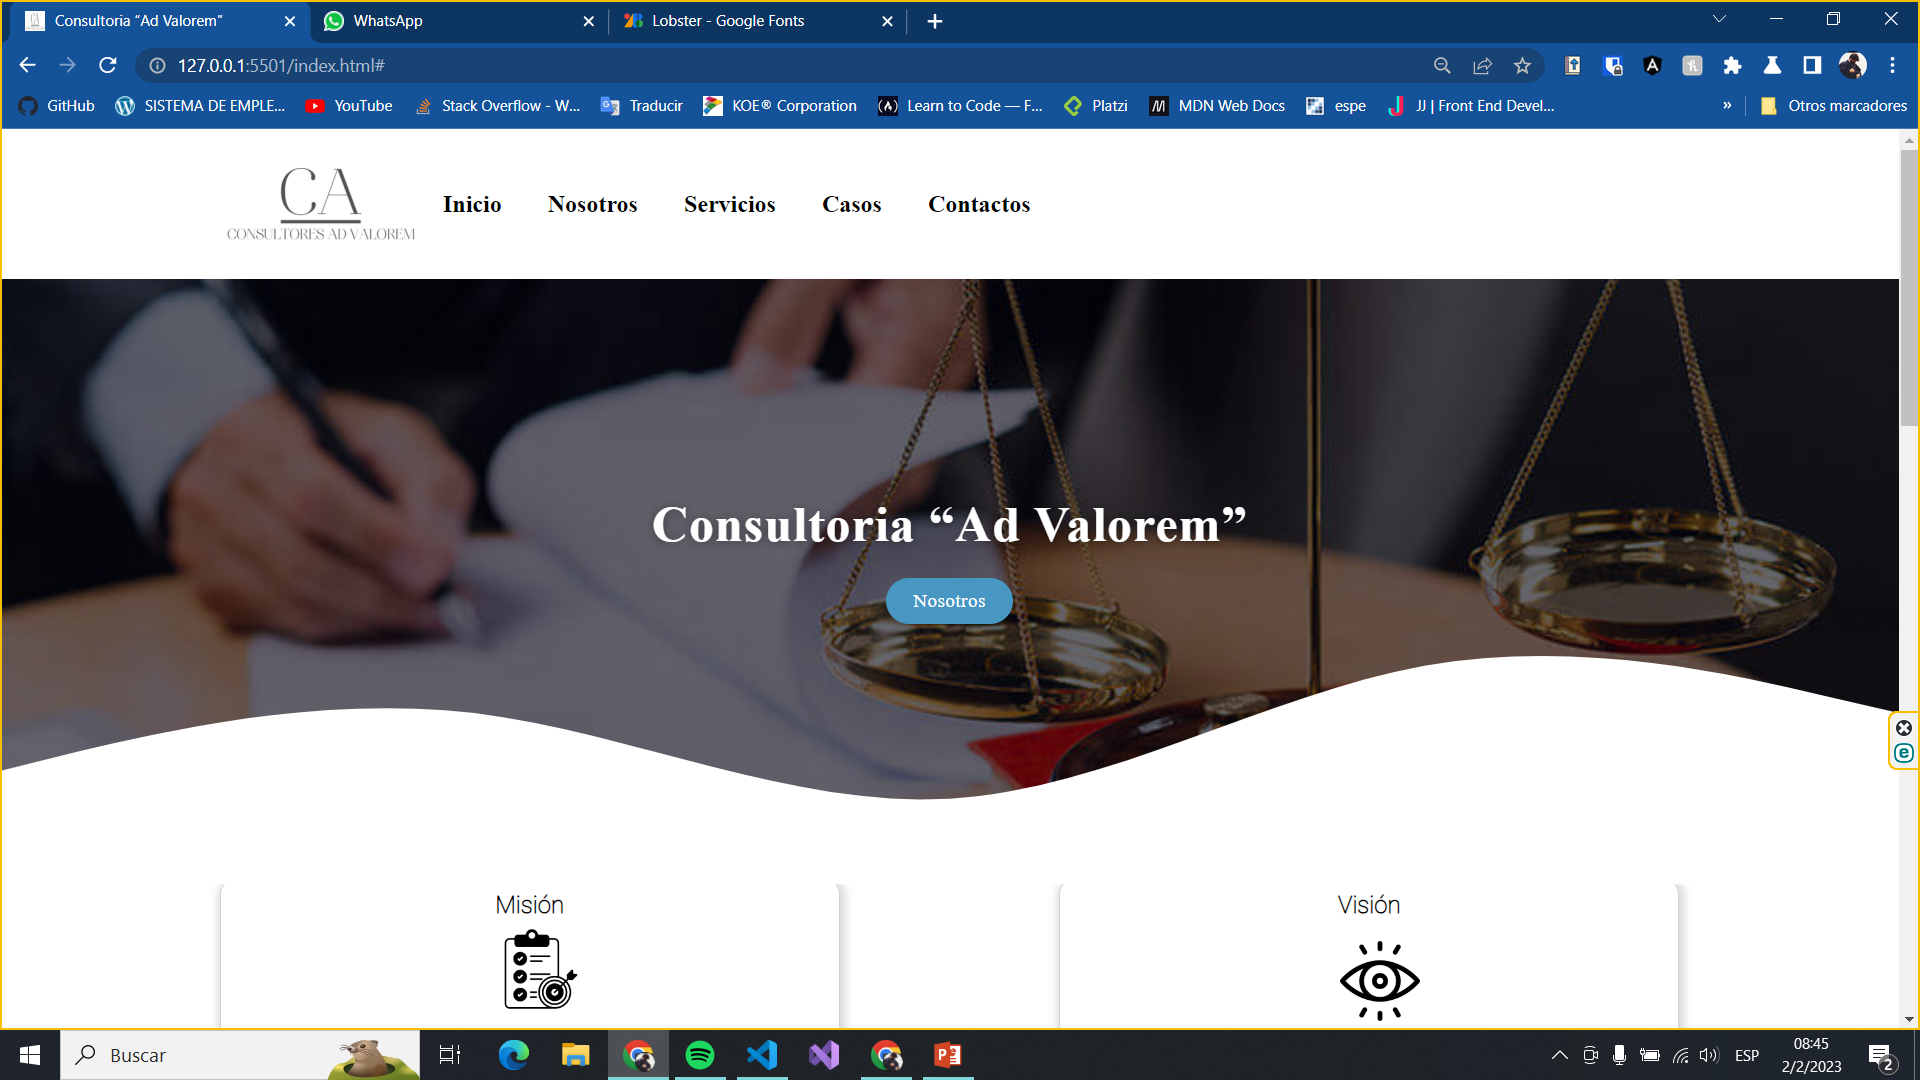 Consultoria “Ad Valorem”
WhatsApp
Lobster - Google Fonts
127.0.0.1:5501/index.html#
GitHub
SISTEMA DE EMPLE...
YouTube
Stack Overflow - W...
Traducir
KOE® Corporation
Learn to Code — F...
Platzi
MDN Web Docs
espe
JJ | Front End Devel...
»
Otros marcadores
CA
CONSULTORES AD VALOREM
Inicio
Nosotros
Servicios
Casos
Contactos
Consultoria “Ad Valorem”
Nosotros
Misión
Visión
Buscar
ESP
08:45
2/2/2023
2